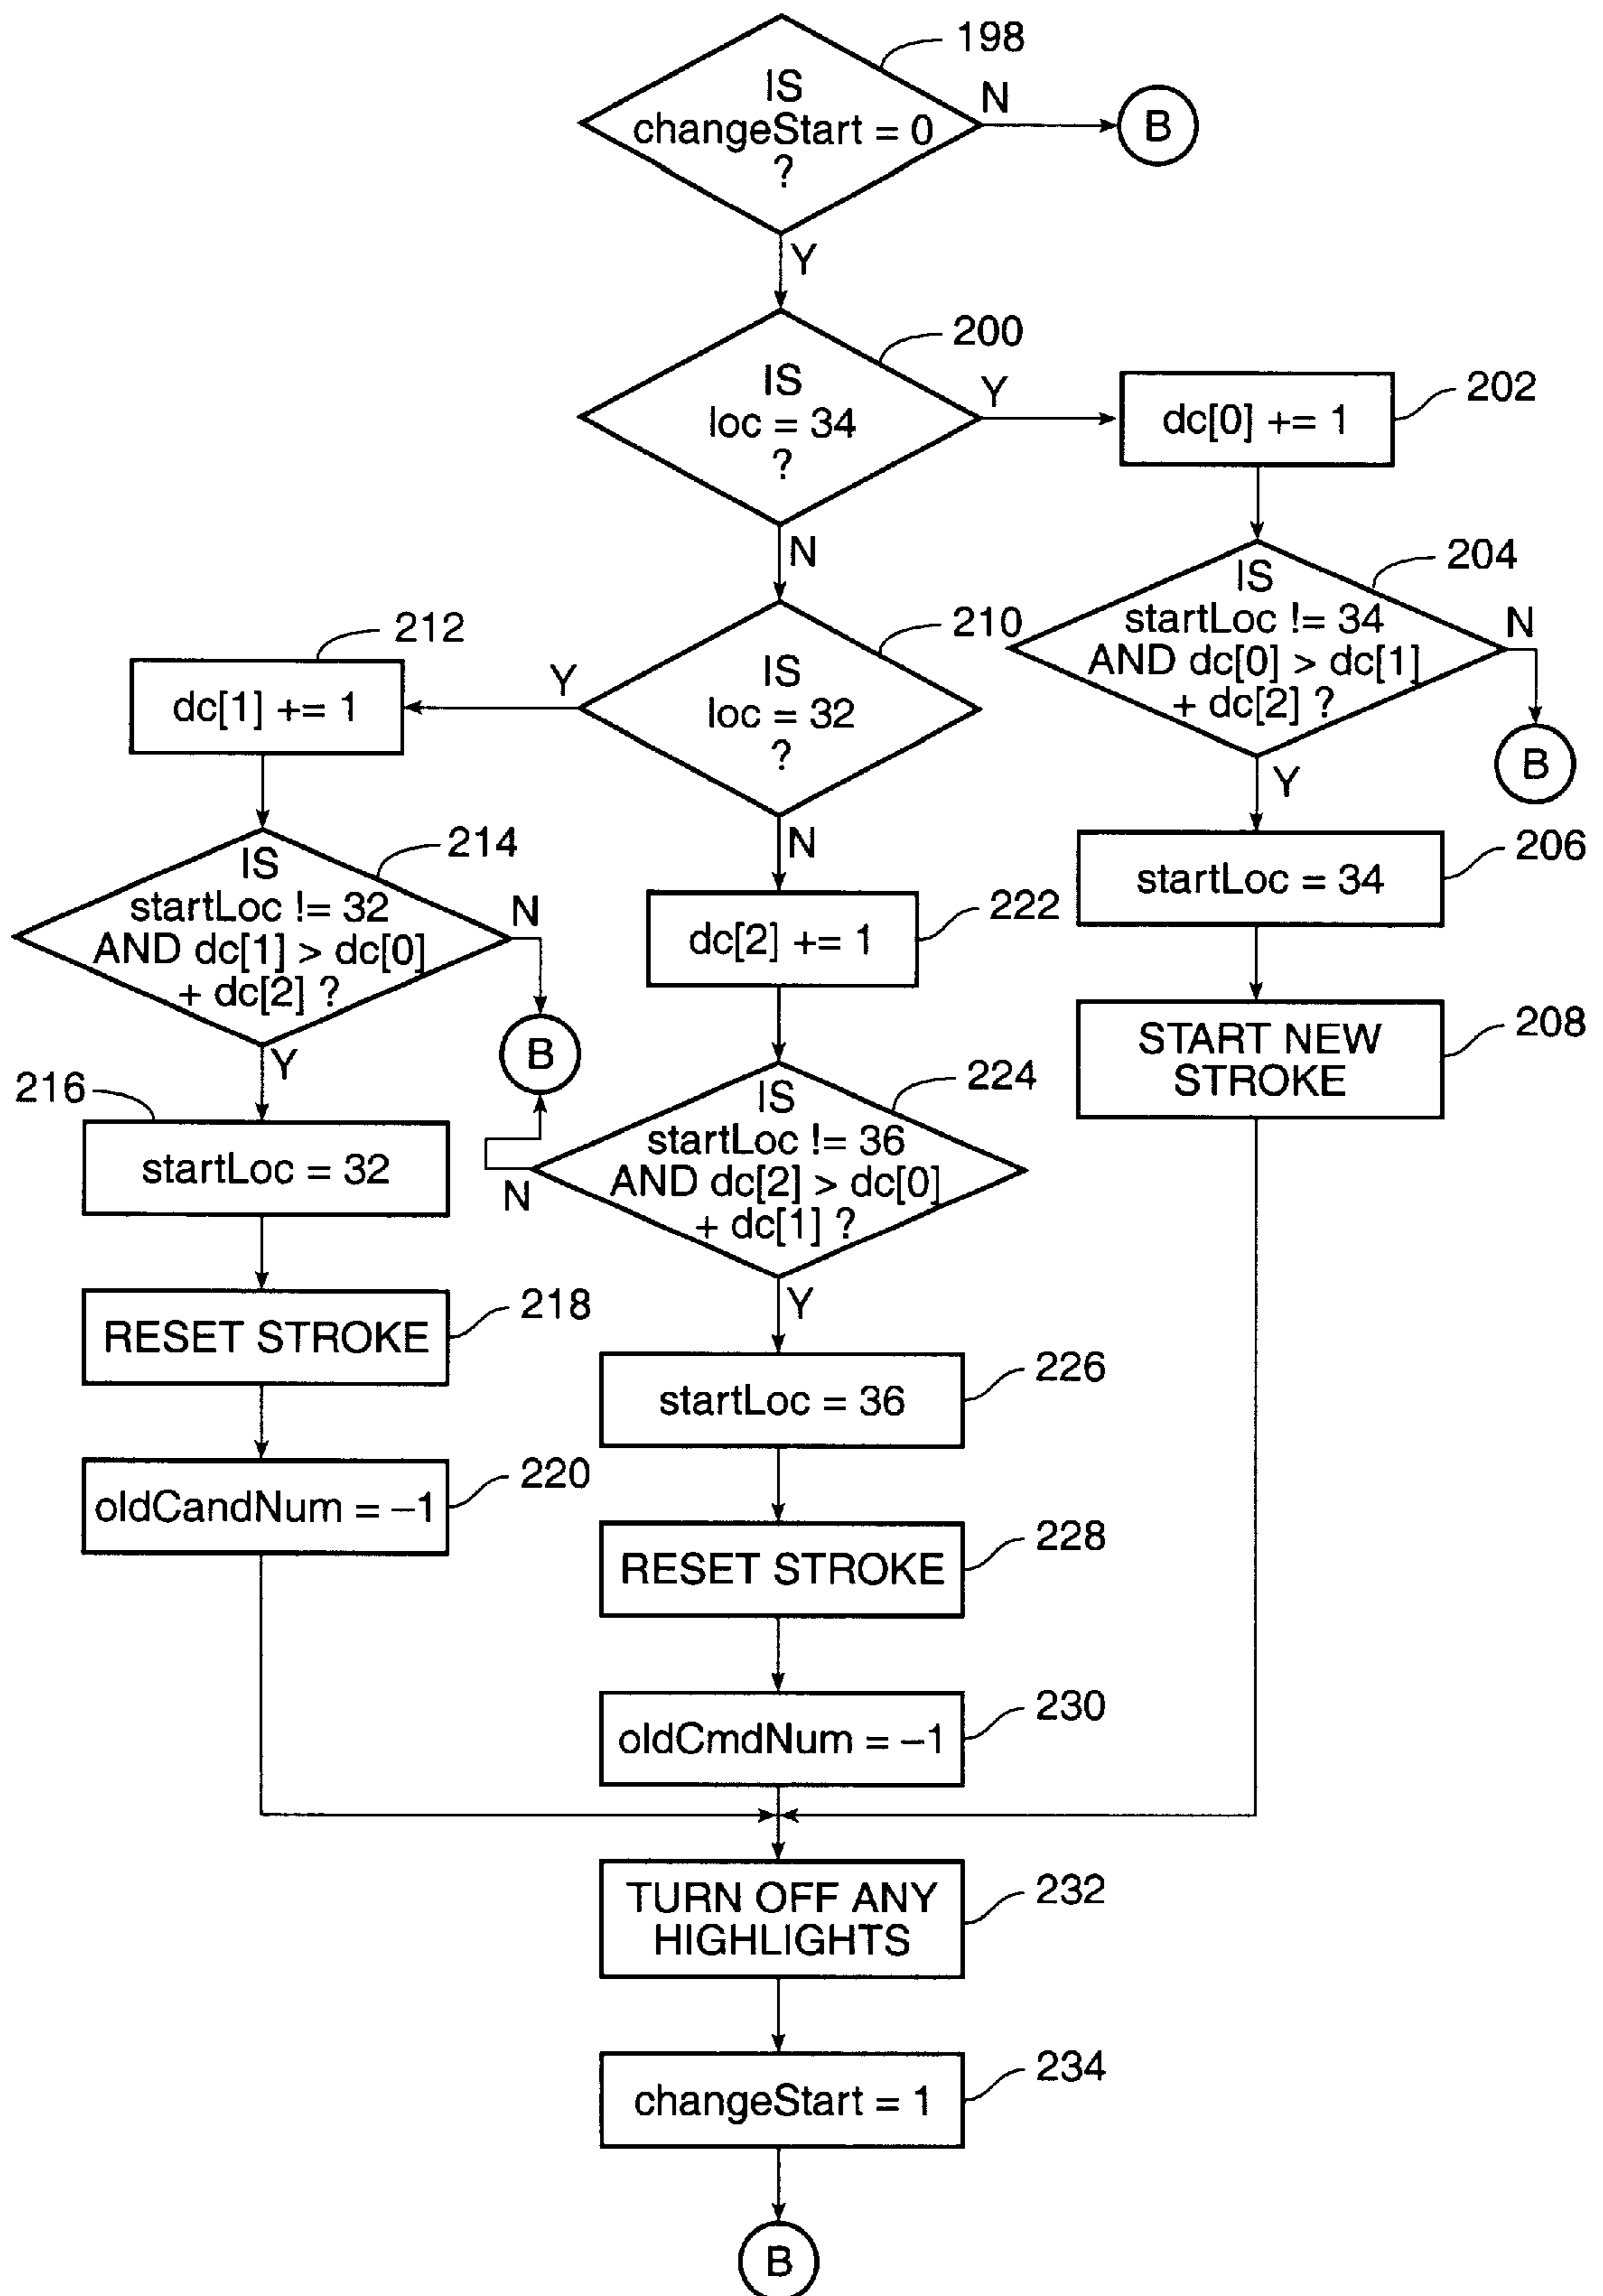 198
IS
changeStart = 0
?
N
B
Y
200
IS
loc = 34
?
Y
202
dc[0] += 1
N
204
IS
startLoc != 34
AND dc[0] > dc[1]
+ dc[2] ?
N
B
Y
206
startLoc = 34
208
START NEW
STROKE
210
IS
loc = 32
?
Y
212
dc[1] += 1
N
214
IS
startLoc != 32
AND dc[1] > dc[0]
+ dc[2] ?
N
B
Y
216
startLoc = 32
218
RESET STROKE
220
oldCandNum = –1
222
dc[2] += 1
224
IS
startLoc != 36
AND dc[2] > dc[0]
+ dc[1] ?
N
Y
226
startLoc = 36
228
RESET STROKE
230
oldCmdNum = –1
232
TURN OFF ANY
HIGHLIGHTS
234
changeStart = 1
B